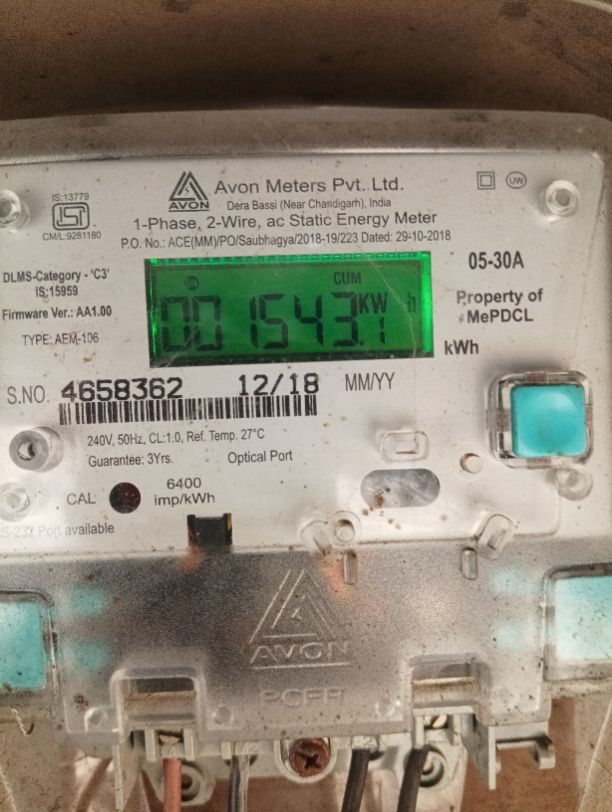 IS:13779
CM/L:9281180
AVON
Avon Meters Pvt. Ltd.
Dera Bassi (Near Chandigarh), India
UW
1-Phase, 2-Wire, ac Static Energy Meter
P.O. No.: ACE(MM)/PO/Saubhagya/2018-19/223 Dated: 29-10-2018
DLMS-Category - 'C3'
IS:15959
Firmware Ver.: AA1.00
TYPE: AEM-106
CUM
001543.1 KW h
05-30A
Property of
MePDCL
kWh
S.NO. 4658362 12/18 MM/YY
240V, 50Hz, CL:1.0, Ref. Temp. 27°C
Guarantee: 3Yrs. Optical Port
CAL 6400
imp/kWh
Port available
AVON